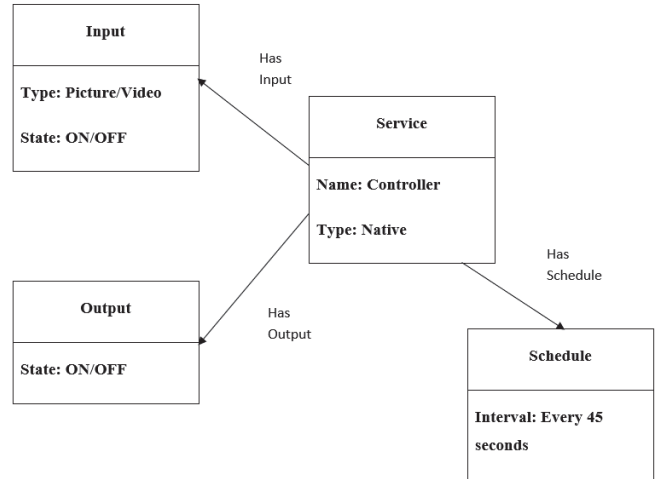 Input
Type: Picture/Video
State: ON/OFF
Has
Input
Service
Name: Controller
Type: Native
Has
Schedule
Output
State: ON/OFF
Has
Output
Schedule
Interval: Every 45
seconds